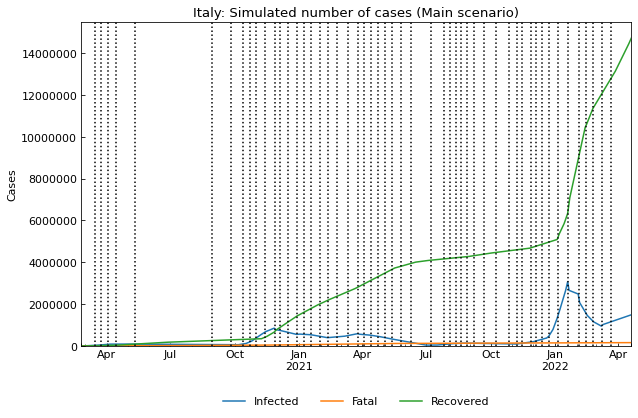 Italy: Simulated number of cases (Main scenario)
14000000
12000000
10000000
8000000
6000000
4000000
2000000
0
Cases
Apr Jul Oct Jan Apr Jul Oct Jan Apr
2021 2022
Infected Fatal Recovered